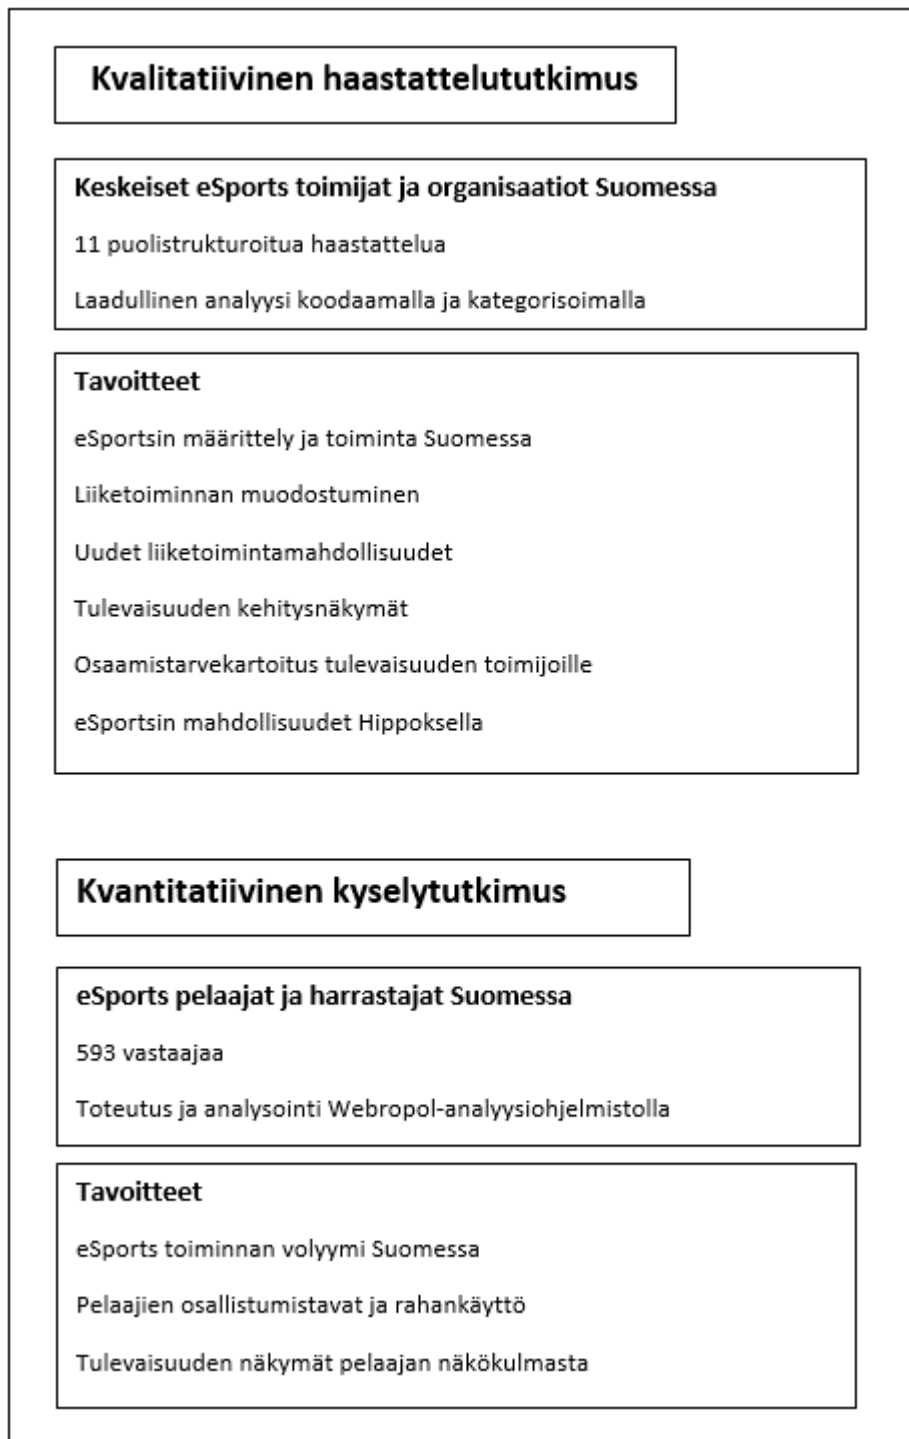 Kvalitatiivinen haastattelututkimus
Keskeiset eSports toimijat ja organisaatiot Suomessa
11 puolistrukturoitua haastattelua
Laadullinen analyysi koodaamalla ja kategorisoimalla
Tavoitteet
eSportsin määrittely ja toiminta Suomessa
Liiketoiminnan muodostuminen
Uudet liiketoimintamahdollisuudet
Tulevaisuuden kehitysnäkymät
Osaamistarvekartoitus tulevaisuuden toimijoille
eSportsin mahdollisuudet Hippoksella
Kvantitatiivinen kyselytutkimus
eSports pelaajat ja harrastajat Suomessa
593 vastaajaa
Toteutus ja analysointi Webropol-analyysiohjelmistolla
Tavoitteet
eSports toiminnan volyymi Suomessa
Pelaajien osallistumistavat ja rahankäyttö
Tulevaisuuden näkymät pelaajan näkökulmasta